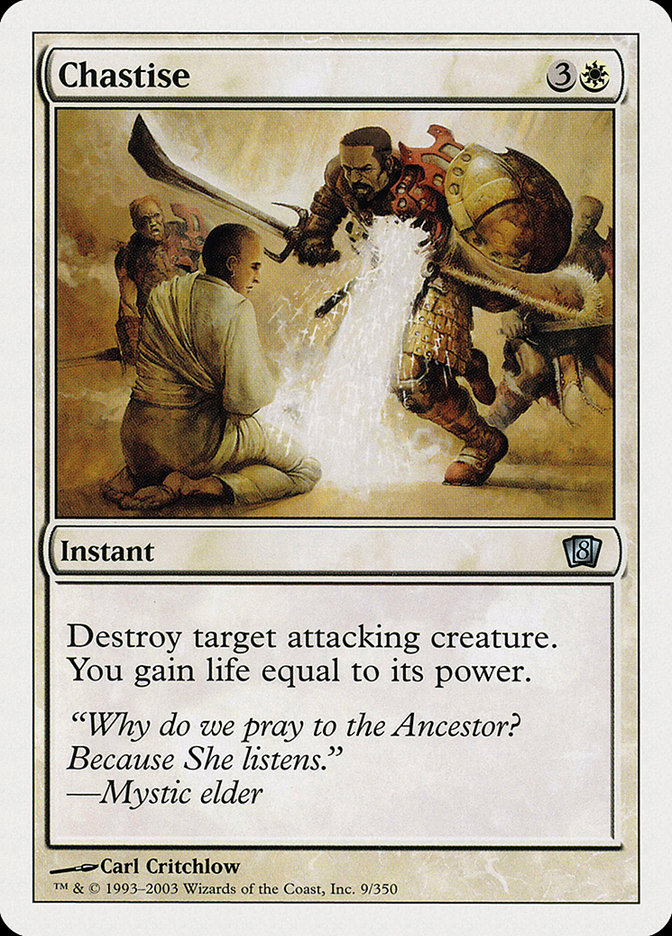 Chastise
3
Instant
8
Destroy target attacking creature.
You gain life equal to its power.
“Why do we pray to the Ancestor?
Because She listens.”
—Mystic elder
Carl Critchlow
™ & © 1993–2003 Wizards of the Coast, Inc. 9/350